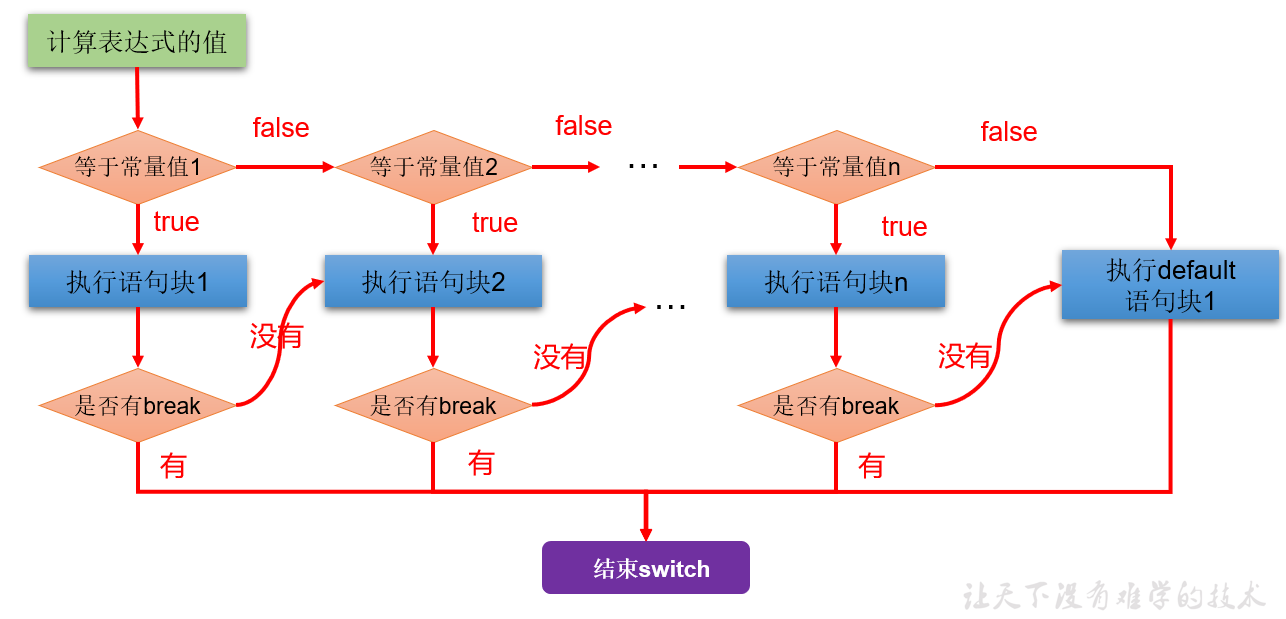 计算表达式的值
false
false
false
等于常量值1
等于常量值2
…
等于常量值n
true
true
true
执行语句块1
执行语句块2
…
执行语句块n
执行default
语句块1
没有
没有
没有
是否有break
是否有break
是否有break
有
有
有
结束switch
让天下没有难学的技术